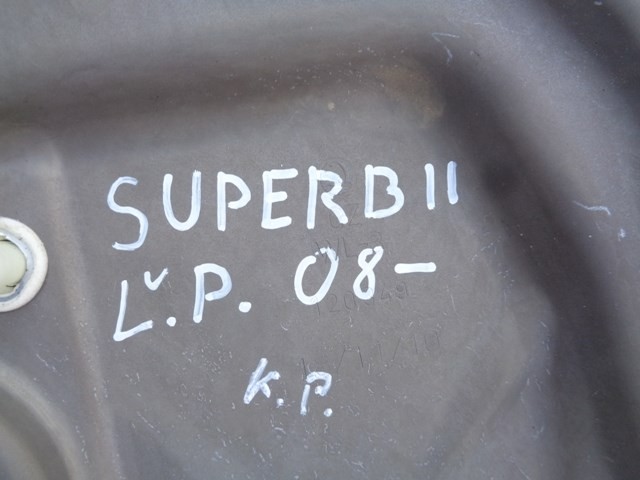 SUPERB II
Ľ.P. 08-
K.P.